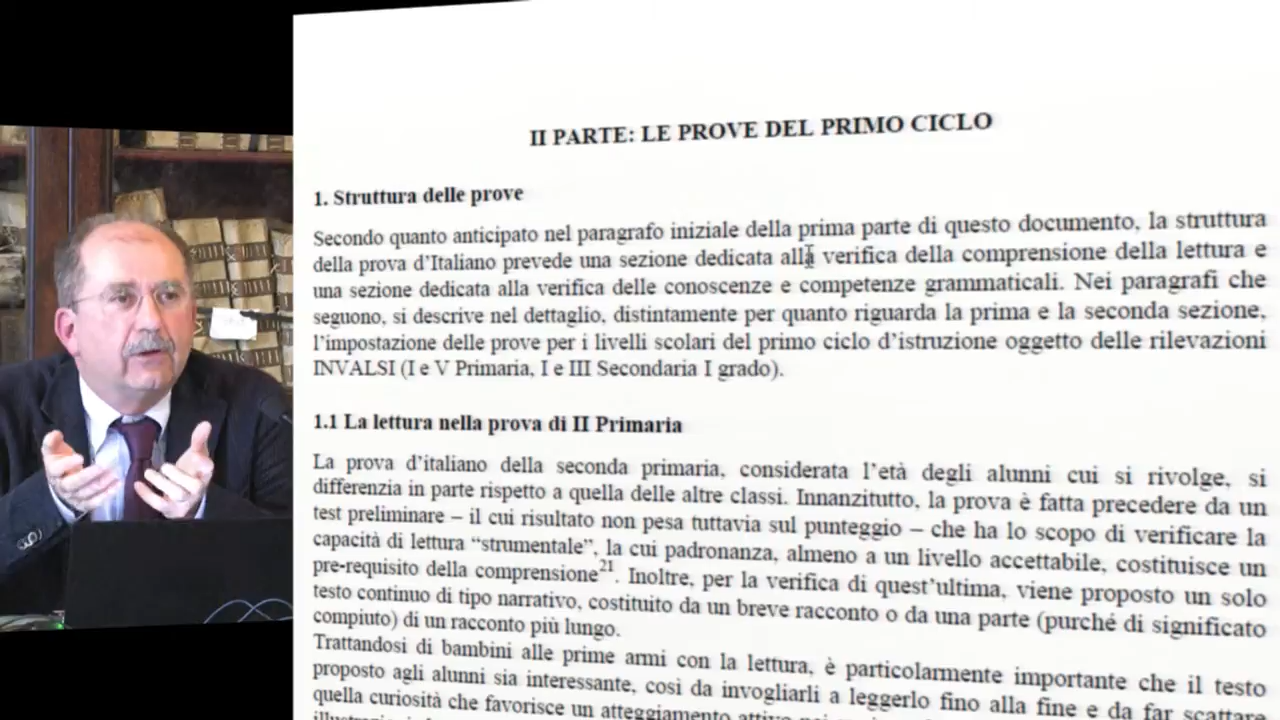 II PARTE: LE PROVE DEL PRIMO CICLO
1. Struttura delle prove
Secondo quanto anticipato nel paragrafo iniziale della prima parte di questo documento, la struttura
della prova d’Italiano prevede una sezione dedicata alla verifica della comprensione della lettura e
una sezione dedicata alla verifica delle conoscenze e competenze grammaticali. Nei paragrafi che
seguono, si descrive nel dettaglio, distintamente per quanto riguarda la prima e la seconda sezione,
l’impostazione delle prove per i livelli scolari del primo ciclo d’istruzione oggetto delle rilevazioni
INVALSI (I e V Primaria, I e III Secondaria I grado).
1.1 La lettura nella prova di II Primaria
La prova d’italiano della seconda primaria, considerata l’età degli alunni cui si rivolge, si
differenzia in parte rispetto a quella delle altre classi. Innanzitutto, la prova è fatta precedere da un
test preliminare – il cui risultato non pesa tuttavia sul punteggio – che ha lo scopo di verificare la
capacità di lettura “strumentale”, la cui padronanza, almeno a un livello accettabile, costituisce un
pre-requisito della comprensione21. Inoltre, per la verifica di quest’ultima, viene proposto un solo
testo continuo di tipo narrativo, costituito da un breve racconto o da una parte (purché di significato
compiuto) di un racconto più lungo.
Trattandosi di bambini alle prime armi con la lettura, è particolarmente importante che il testo
proposto agli alunni sia interessante, così da invogliarli a leggerlo fino alla fine e da far scattare
quella curiosità che favorisce un atteggiamento attivo